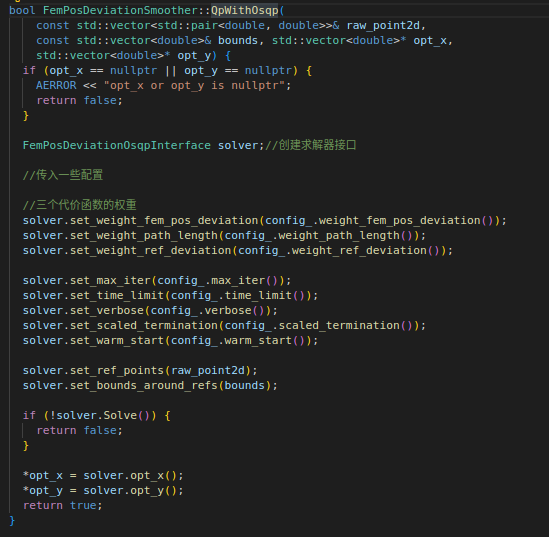 bool FemPosDeviationSmoother::QpWithOsqp(
    const std::vector<std::pair<double, double>>& raw_point2d,
    const std::vector<double>& bounds, std::vector<double>* opt_x,
    std::vector<double>* opt_y) {
  if (opt_x == nullptr || opt_y == nullptr) {
    AERROR << "opt_x or opt_y is nullptr";
    return false;
  }
  FemPosDeviationOsqpInterface solver;//创建求解器接口
  //传入一些配置
  //三个代价函数的权重
  solver.set_weight_fem_pos_deviation(config_.weight_fem_pos_deviation());
  solver.set_weight_path_length(config_.weight_path_length());
  solver.set_weight_ref_deviation(config_.weight_ref_deviation());
  solver.set_max_iter(config_.max_iter());
  solver.set_time_limit(config_.time_limit());
  solver.set_verbose(config_.verbose());
  solver.set_scaled_termination(config_.scaled_termination());
  solver.set_warm_start(config_.warm_start());
  solver.set_ref_points(raw_point2d);
  solver.set_bounds_around_refs(bounds);
  if (!solver.Solve()) {
    return false;
  }
  *opt_x = solver.opt_x();
  *opt_y = solver.opt_y();
  return true;
}